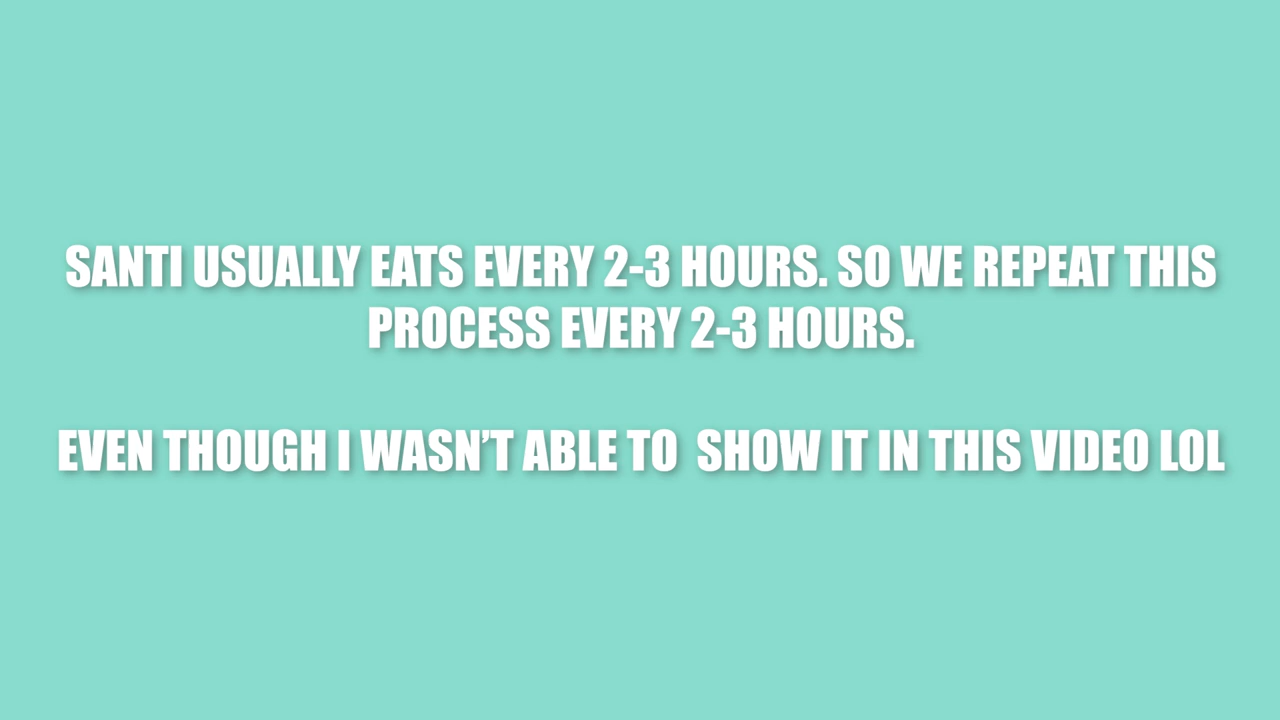 SANTI USUALLY EATS EVERY 2-3 HOURS. SO WE REPEAT THIS
PROCESS EVERY 2-3 HOURS.
EVEN THOUGH I WASN’T ABLE TO  SHOW IT IN THIS VIDEO LOL